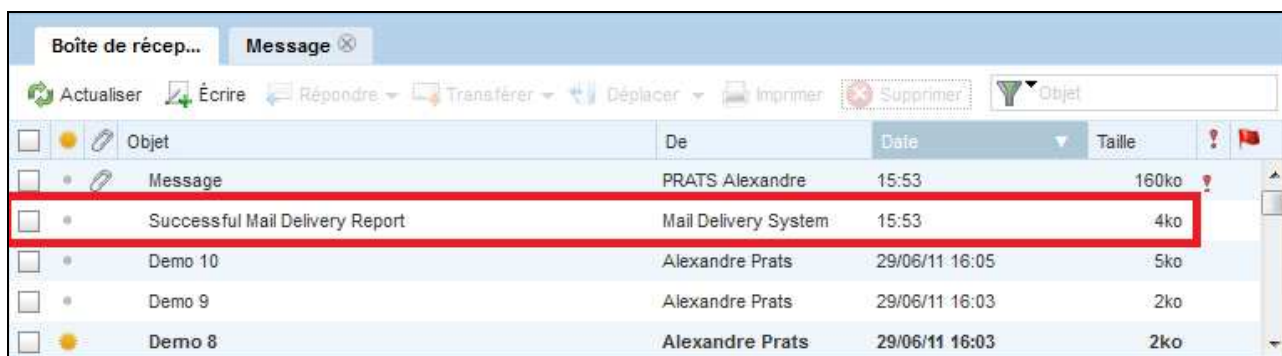 Boîte de récep... Message
Actualiser Écrire Répondre Transférer Déplacer Imprimer Supprimer Objet
Objet De Date Taille
Message PRATS Alexandre 15:53 160ko
Successful Mail Delivery Report Mail Delivery System 15:53 4ko
Demo 10 Alexandre Prats 29/06/11 16:05 5ko
Demo 9 Alexandre Prats 29/06/11 16:03 2ko
Demo 8 Alexandre Prats 29/06/11 16:03 2ko